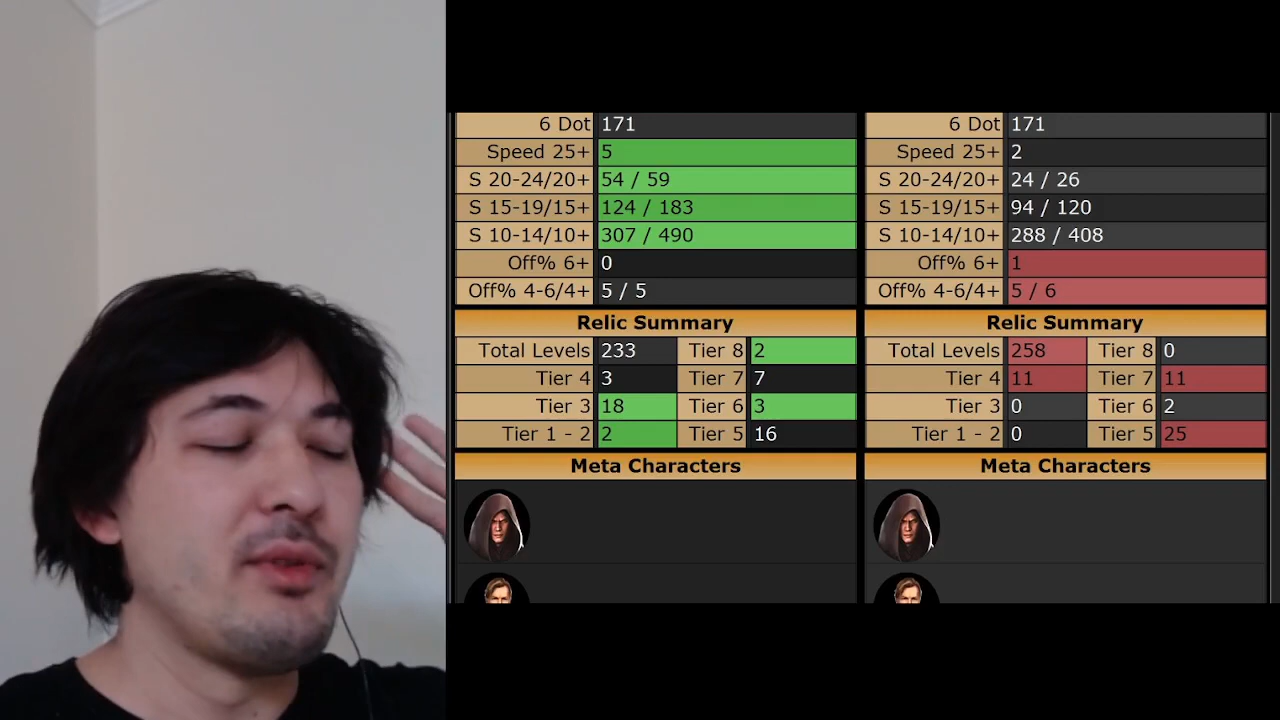 6 Dot 171
Speed 25+ 5
S 20-24/20+ 54 / 59
S 15-19/15+ 124 / 183
S 10-14/10+ 307 / 490
Off% 6+ 0
Off% 4-6/4+ 5 / 5
Relic Summary
Total Levels 233 Tier 8 2
Tier 4 3 Tier 7 7
Tier 3 18 Tier 6 3
Tier 1 - 2 2 Tier 5 16
Meta Characters
6 Dot 171
Speed 25+ 2
S 20-24/20+ 24 / 26
S 15-19/15+ 94 / 120
S 10-14/10+ 288 / 408
Off% 6+ 1
Off% 4-6/4+ 5 / 6
Relic Summary
Total Levels 258 Tier 8 0
Tier 4 11 Tier 7 11
Tier 3 0 Tier 6 2
Tier 1 - 2 0 Tier 5 25
Meta Characters